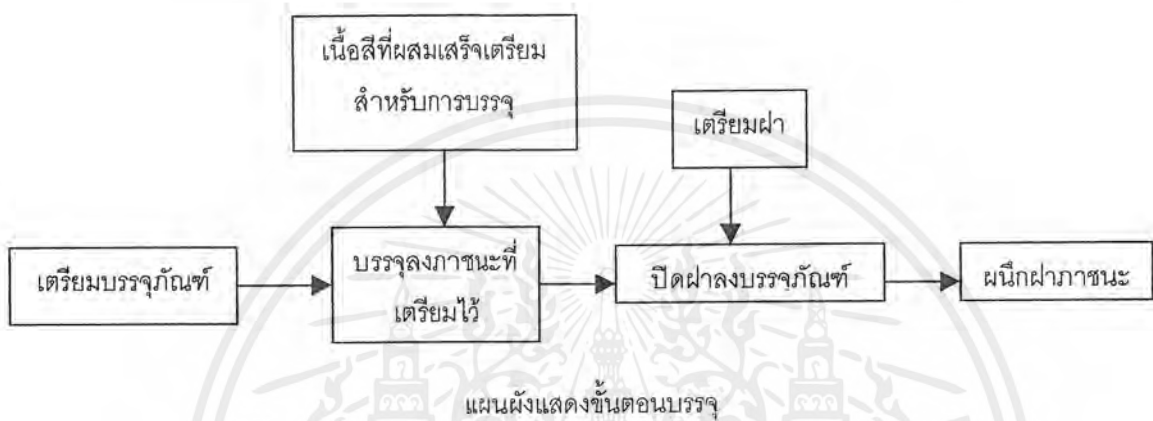 เนื้อสีที่ผสมเสร็จเตรียม
สำหรับการบรรจุ
เตรียมฝา
เตรียมบรรจุภัณฑ์
บรรจุลงภาชนะที่
เตรียมไว้
ปิดฝาลงบรรจุภัณฑ์
ผนึกฝาภาชนะ
แผนผังแสดงขั้นตอนบรรจุ